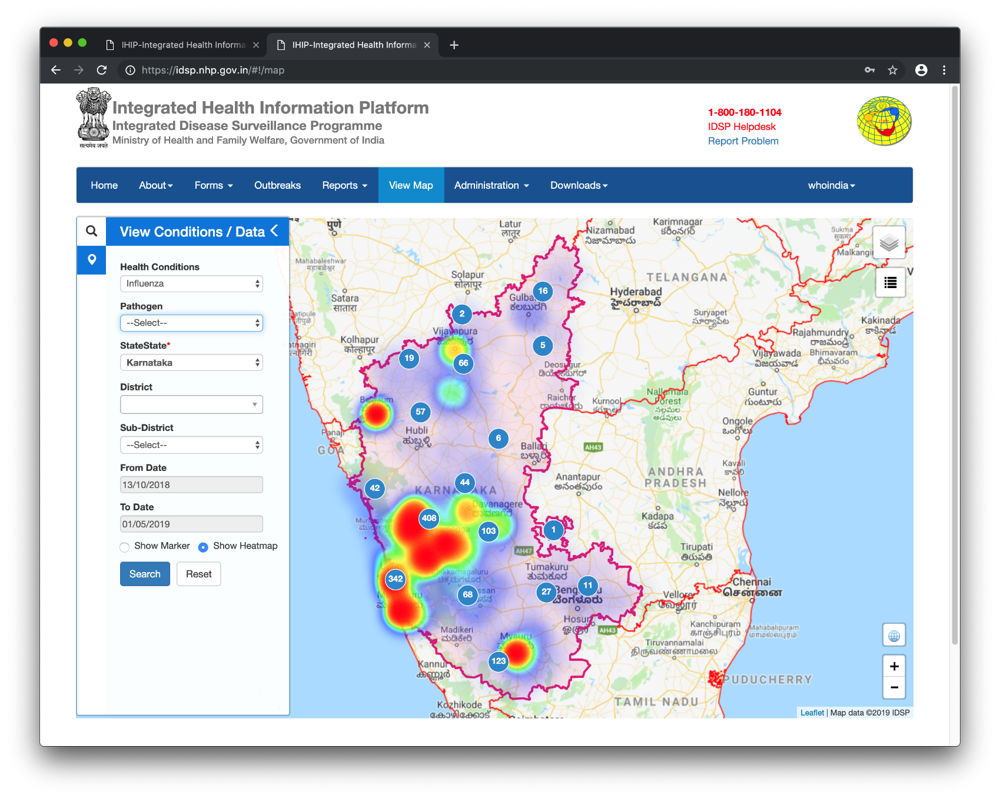 IHIP-Integrated Health Informa
IHIP-Integrated Health Informa
https://idsp.nhp.gov.in/#!/map
सत्यमेव जयते
Integrated Health Information Platform
Integrated Disease Surveillance Programme
Ministry of Health and Family Welfare, Government of India
1-800-180-1104
IDSP Helpdesk
Report Problem
Home About Forms Outbreaks Reports View Map Administration Downloads whoindia
View Conditions / Data
Health Conditions
Influenza
Pathogen
--Select--
StateState*
Karnataka
District
Sub-District
--Select--
From Date
13/10/2018
To Date
01/05/2019
Show Marker Show Heatmap
Search Reset
पुणे
Latur
लातूर
Nizamabad
నిజామాబాదు
Karimnagar
కరీంనగర్
Sukma
सुकमा
Malkangir
Mahabaleshwar
महाबळेश्वर
Solapur
सोलापूर
TELANGANA
Hyderabad
హైదరాబాద్
Satara
सातारा
16
ಕಲಬುರಗಿ
2
Suryapet
సూర్యాపేట
Kakinada
కాకినాడ
Vijayapura
Kolhapur
कोल्हापूर
Rajahmundry
రాజమండ్రి
5
19
66
Vijayawada
విజయవాడ
Bhimavaram
భీమవరం
Nallamala
Forest
నల్లమల
అడవులు
Raichur
ರಾಯಚೂರು
Kurnool
కర్నూలు
Guntur
గుంటూరు
57
Hubli
ಹುಬ್ಬಳ್ಳಿ
Ongole
ఒంగోలు
Panaji
GOA
6
Ballari
ಬಳ್ಳಾರಿ
AH43
Kavali
కావలి
ANDHRA
PRADESH
Anantapur
అనంతపురం
42
44
Nellore
నెల్లూరు
Davanagere
ದಾವಣಗೆರೆ
Kadapa
కడప
408
103
1
Tirupati
తిరుపతి
AH47
Tumakuru
ತುಮಕೂರ
342
68
27
11
ಬೆಂಗಳೂರು
Chennai
சென்னை
Vellore
வேலூர்
Hosur
ஓசூர்
AH43
Kanchipuram
காஞ்சிபுரம்
Mahabalipuram
மாமல்லபுரம்
Madikeri
ಮಡಿಕೇರಿ
Mysuru
Tiruvannamalai
திருவண்ணாமலை
123
Kannur
കണ്ണൂർ
PUDUCHERRY
TAMIL NADU
Kozhikode
കോഴിക്കോട്
+
−
Leaflet | Map data ©2019 IDSP